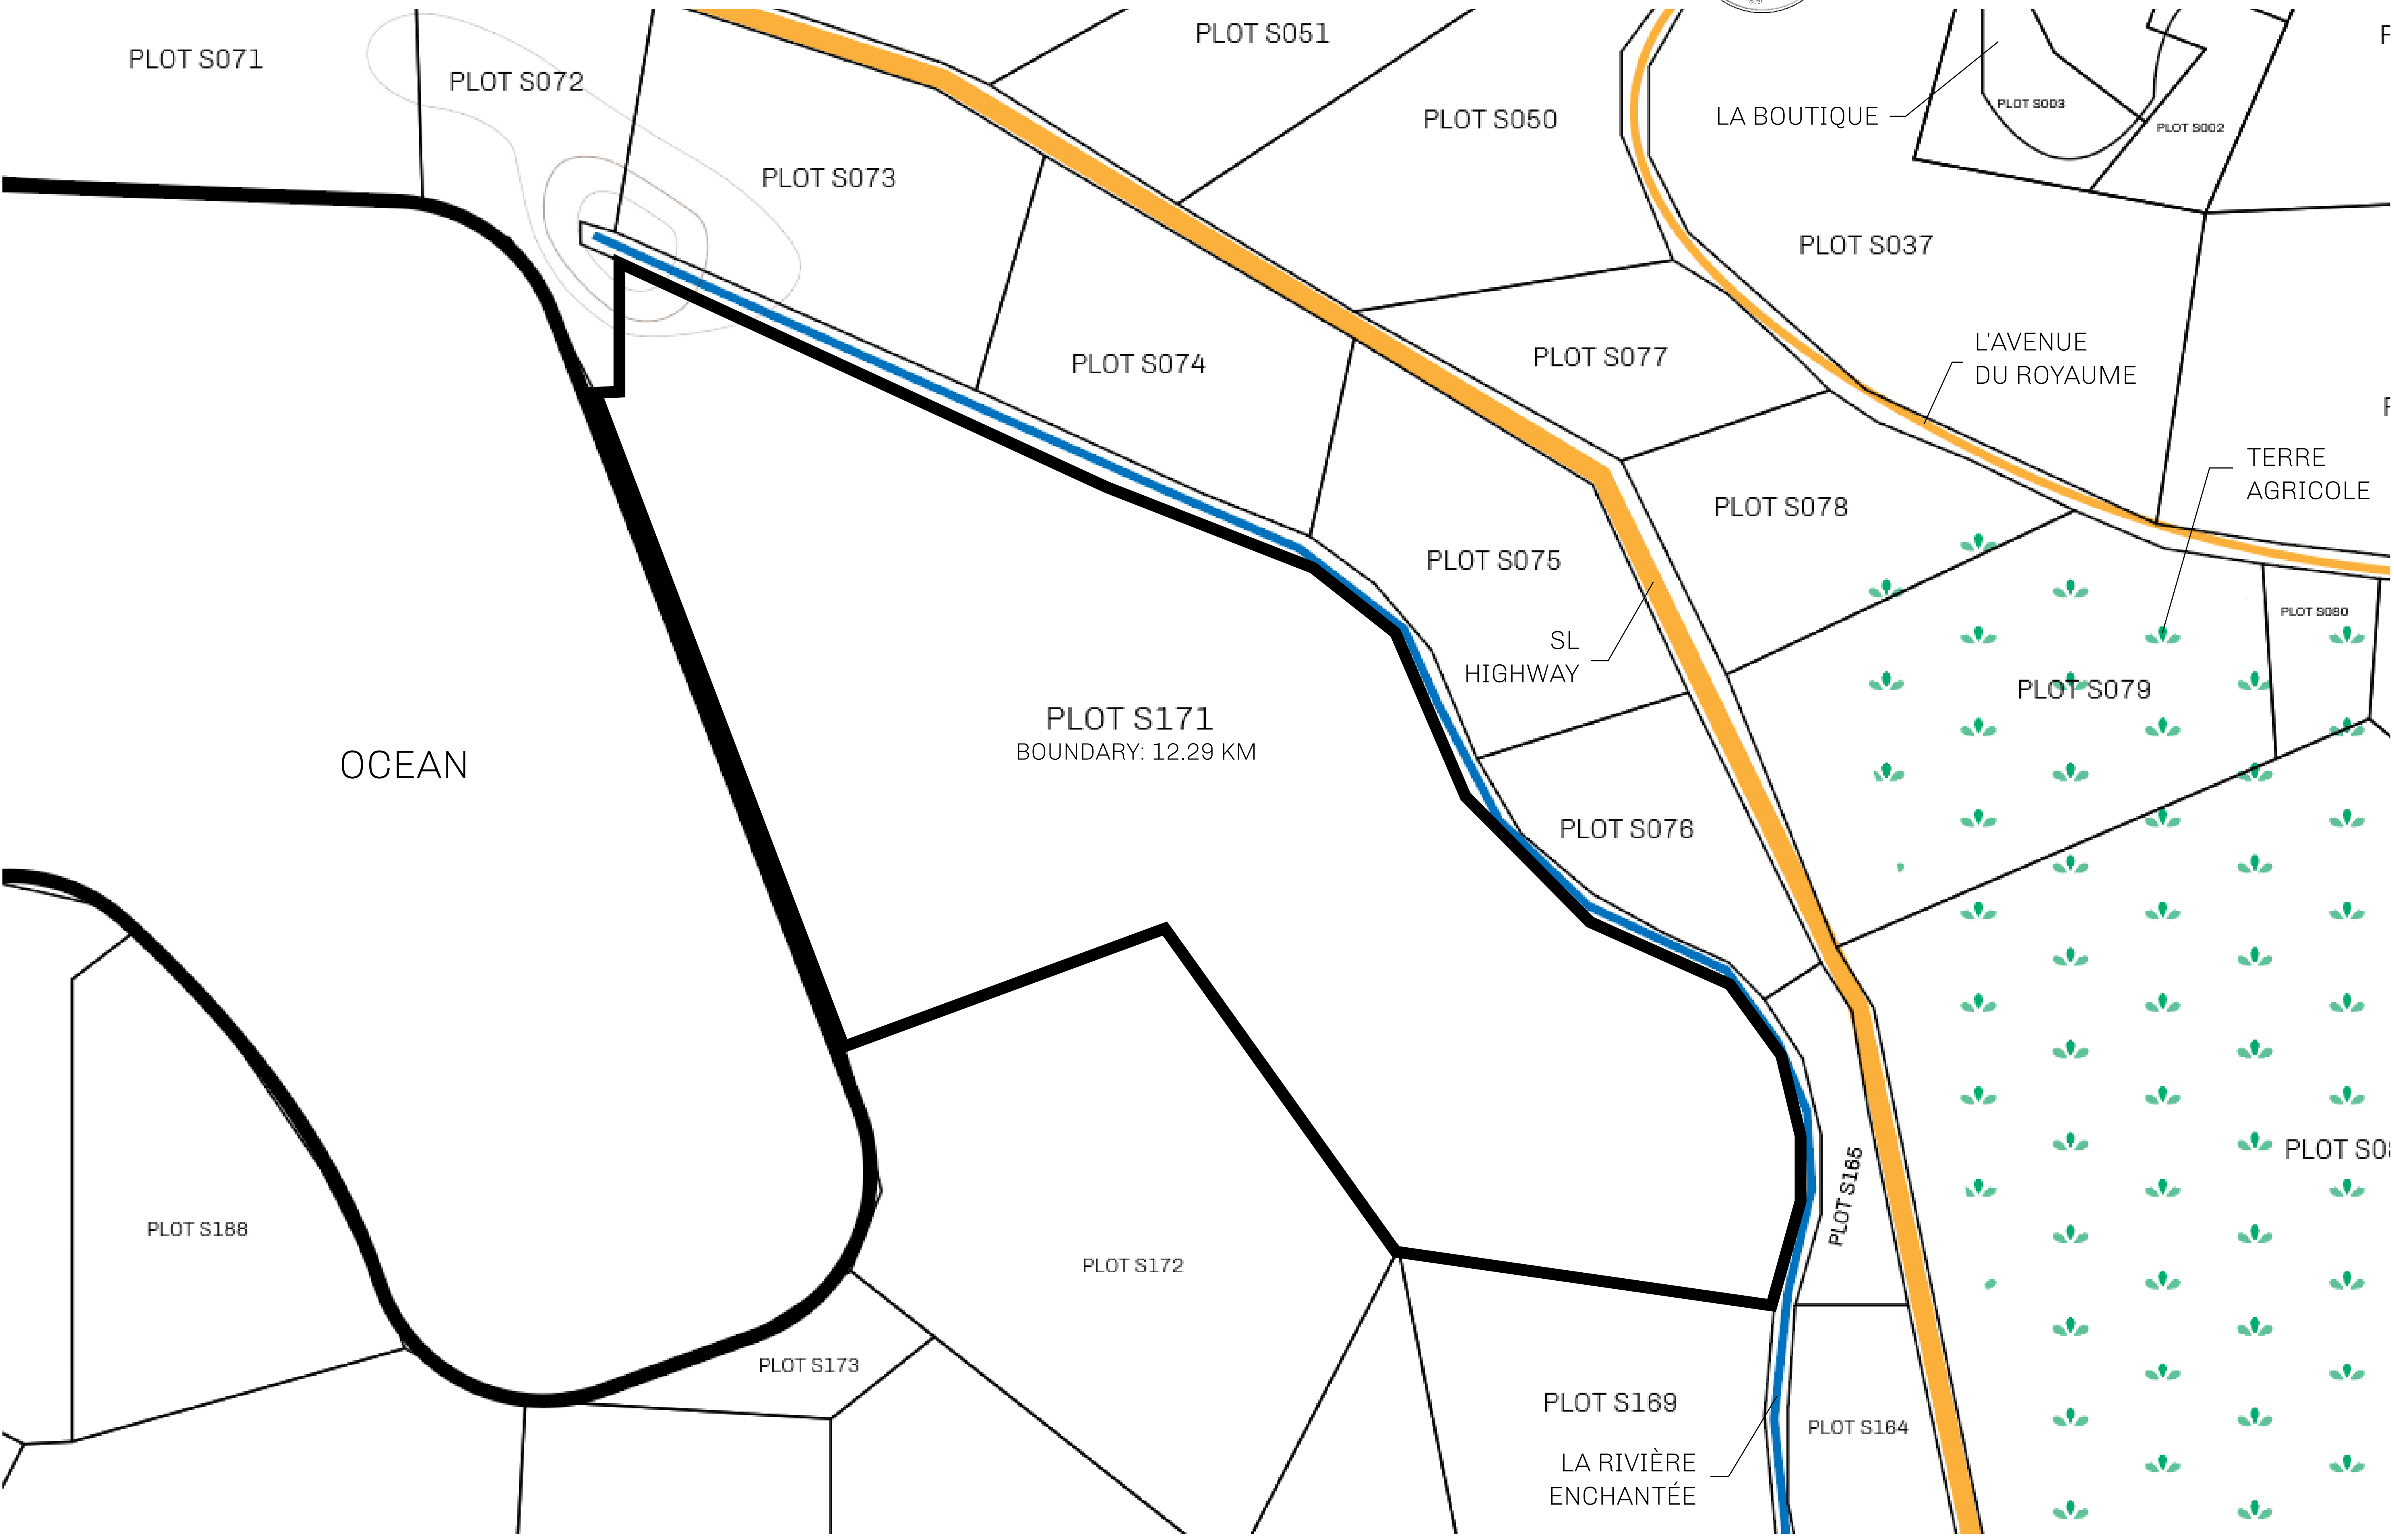 PLOT S051
PLOT S071
PLOT S072
PLOT S050
PLOT S003
LA BOUTIQUE
PLOT S002
PLOT S073
PLOT S037
L'AVENUE
DU ROYAUME
PLOT S077
PLOT S074
TERRE
AGRICOLE
PLOT S078
PLOT S075
PLOT S080
SL
HIGHWAY
PLOT S079
PLOT S171
BOUNDARY: 12.29 KM
OCEAN
PLOT S076
PLOT S165
PLOT
PLOT S188
PLOT S172
PLOT S173
PLOT S169
PLOT S164
LA RIVIÈRE
ENCHANTÉE